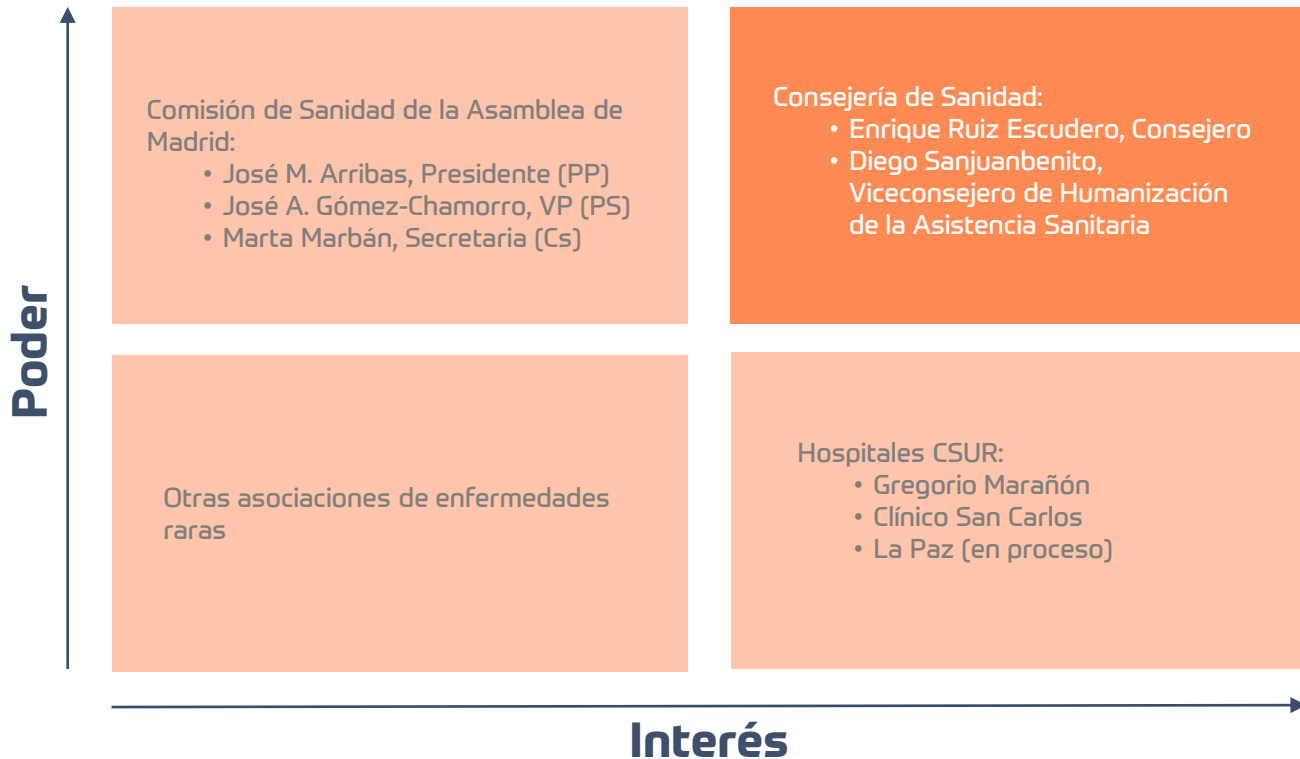 Comisión de Sanidad de la Asamblea de
Madrid:
• José M. Arribas, Presidente (PP)
• José A. Gómez-Chamorro, VP (PS)
• Marta Marbán, Secretaria (Cs)
Consejería de Sanidad:
• Enrique Ruiz Escudero, Consejero
• Diego Sanjuanbenito,
Viceconsejero de Humanización
de la Asistencia Sanitaria
Poder
Otras asociaciones de enfermedades
raras
Hospitales CSUR:
• Gregorio Marañón
• Clínico San Carlos
• La Paz (en proceso)
Interés